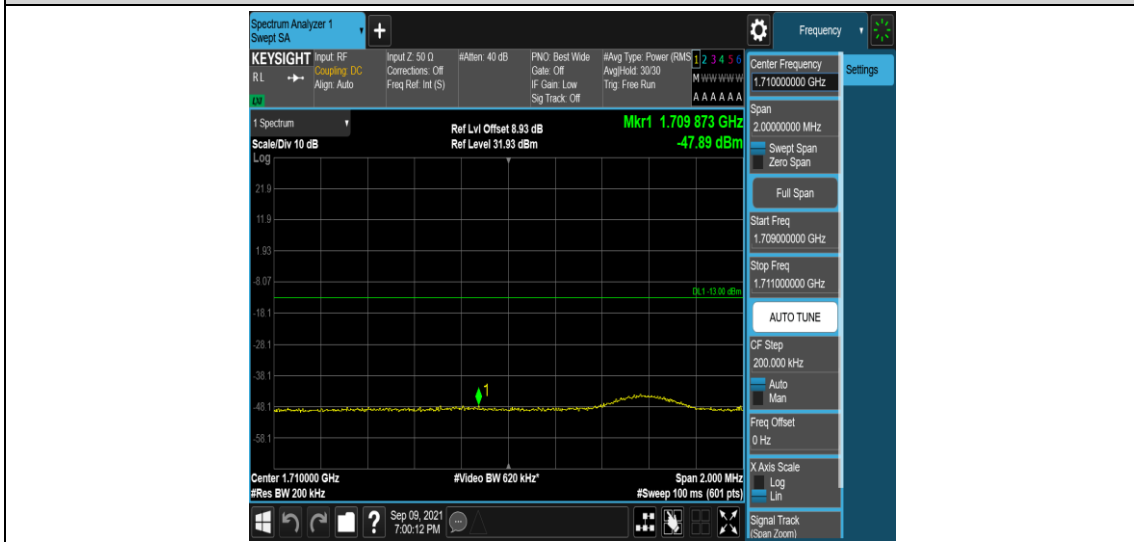 Spectrum Analyzer 1
Swept SA
+
Frequency
KEYSIGHT
RL
LXI
Input: RF
Coupling: DC
Align: Auto
Input Z: 50 Ω
Corrections: Off
Freq Ref: Int (S)
#Atten: 40 dB
PNO: Best Wide
Gate: Off
IF Gain: Low
Sig Track: Off
#Avg Type: Power (RMS
Avg|Hold: 30/30
Trig: Free Run
1 2 3 4 5 6
M W W W W W
A A A A A A
1 Spectrum
Scale/Div 10 dB
Log
Ref Lvl Offset 8.93 dB
Ref Level 31.93 dBm
Mkr1 1.709 873 GHz
-47.89 dBm
21.9
11.9
1.93
-8.07
DL1 -13.00 dBm
-18.1
-28.1
-38.1
1
-48.1
-58.1
Center 1.710000 GHz
#Res BW 200 kHz
#Video BW 620 kHz*
Span 2.000 MHz
#Sweep 100 ms (601 pts)
Center Frequency
1.710000000 GHz
Settings
Span
2.00000000 MHz
Swept Span
Zero Span
Full Span
Start Freq
1.709000000 GHz
Stop Freq
1.711000000 GHz
AUTO TUNE
CF Step
200.000 kHz
Auto
Man
Freq Offset
0 Hz
X Axis Scale
Log
Lin
Signal Track
(Span Zoom)
?
Sep 09, 2021
7:00:12 PM